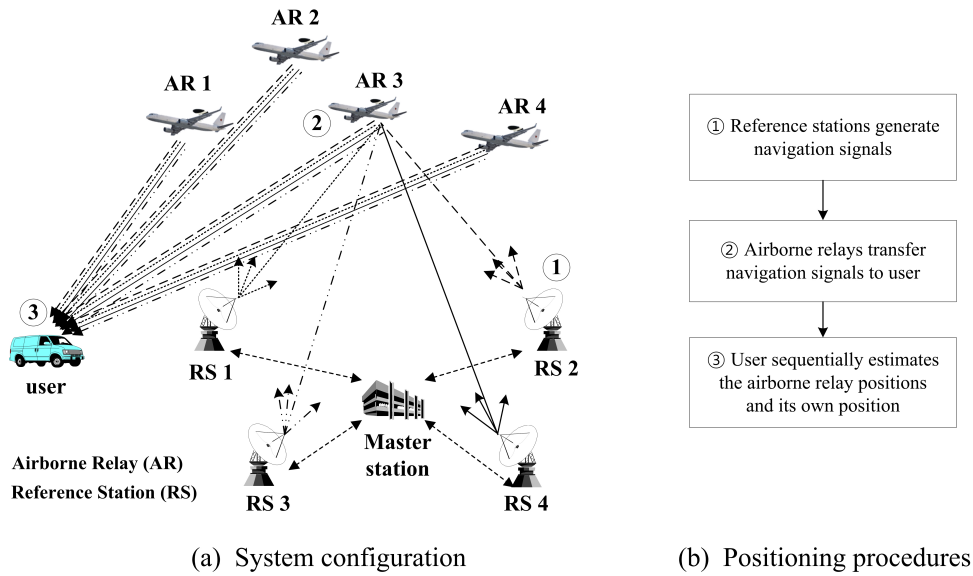 AR 2
AR 1
AR 3
AR 4
②
①
③
user
RS 1
RS 2
Master
station
RS 3
RS 4
Airborne Relay (AR)
Reference Station (RS)
(a) System configuration
① Reference stations generate
navigation signals
② Airborne relays transfer
navigation signals to user
③ User sequentially estimates
the airborne relay positions
and its own position
(b) Positioning procedures